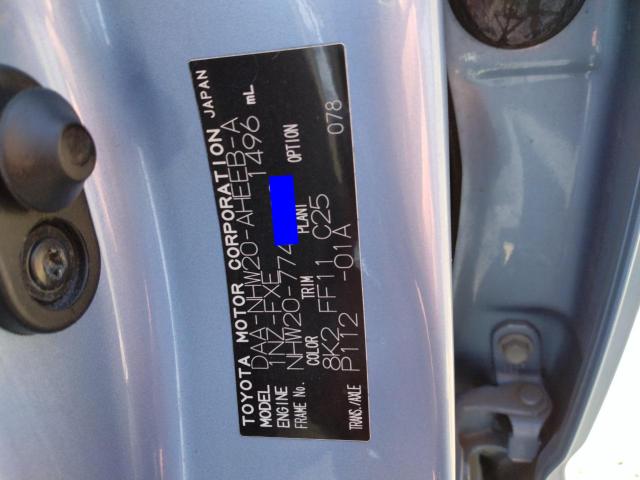 TOYOTA MOTOR CORPORATION JAPAN
MODEL DAA-NHW20-AHEEB-A
ENGINE 1NZ-FXE 1496 mL
FRAME No. NHW20-774
COLOR TRIM PLANT OPTION
8K2 FF11 C25 078
TRANS./AXLE P112 -01A